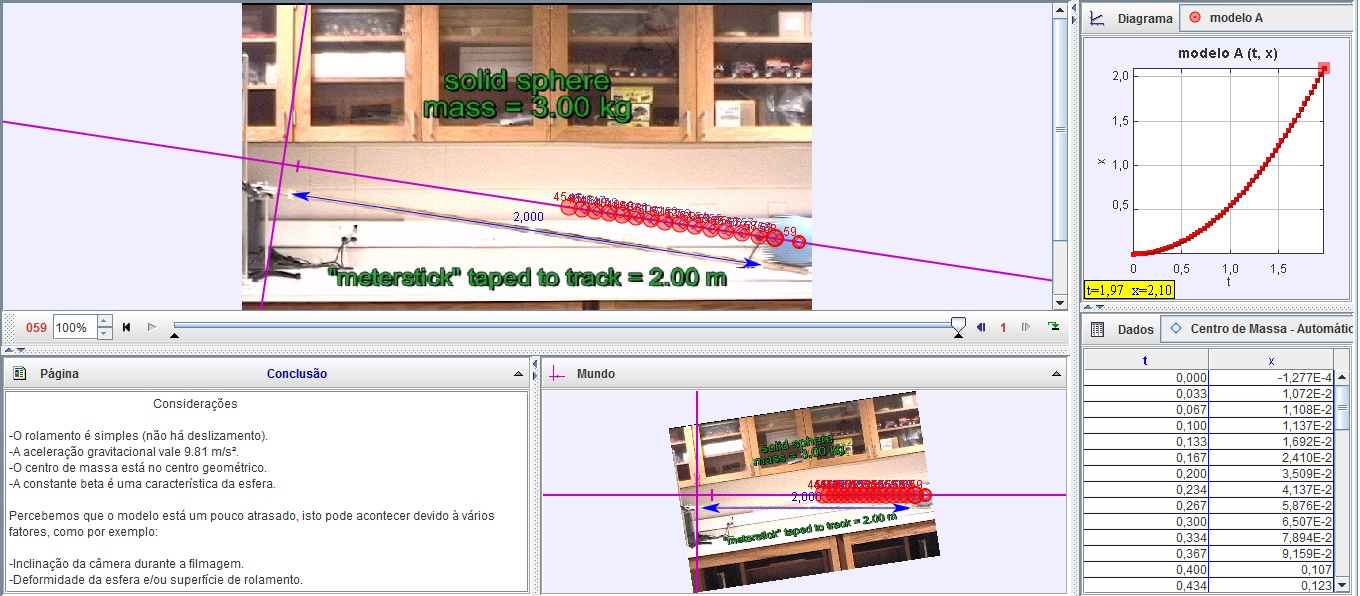 Diagrama
modelo A
solid sphere
mass = 3.00 kg
2,000
59
"meterstick" taped to track = 2.00 m
modelo A (t, x)
2,0
1,5
1,0
0,5
x
0
0,5
1,0
1,5
t
t=1,97 x=2,10
059
100%
1
Dados
Centro de Massa - Automátic
t
x
0,000
-1,277E-4
0,033
1,072E-2
0,067
1,108E-2
0,100
1,137E-2
0,133
1,692E-2
0,167
2,410E-2
0,200
3,509E-2
0,234
4,137E-2
0,267
5,876E-2
0,300
6,507E-2
0,334
7,894E-2
0,367
9,159E-2
0,400
0,107
0,434
0,123
Página
Conclusão
Considerações
-O rolamento é simples (não há deslizamento).
-A aceleração gravitacional vale 9.81 m/s².
-O centro de massa está no centro geométrico.
-A constante beta é uma característica da esfera.
Percebemos que o modelo está um pouco atrasado, isto pode acontecer devido à vários
fatores, como por exemplo:
-Inclinação da câmera durante a filmagem.
-Deformidade da esfera e/ou superfície de rolamento.
Mundo
solid sphere
mass = 3.00 kg
2,000
"meterstick" taped to track = 2.00 m